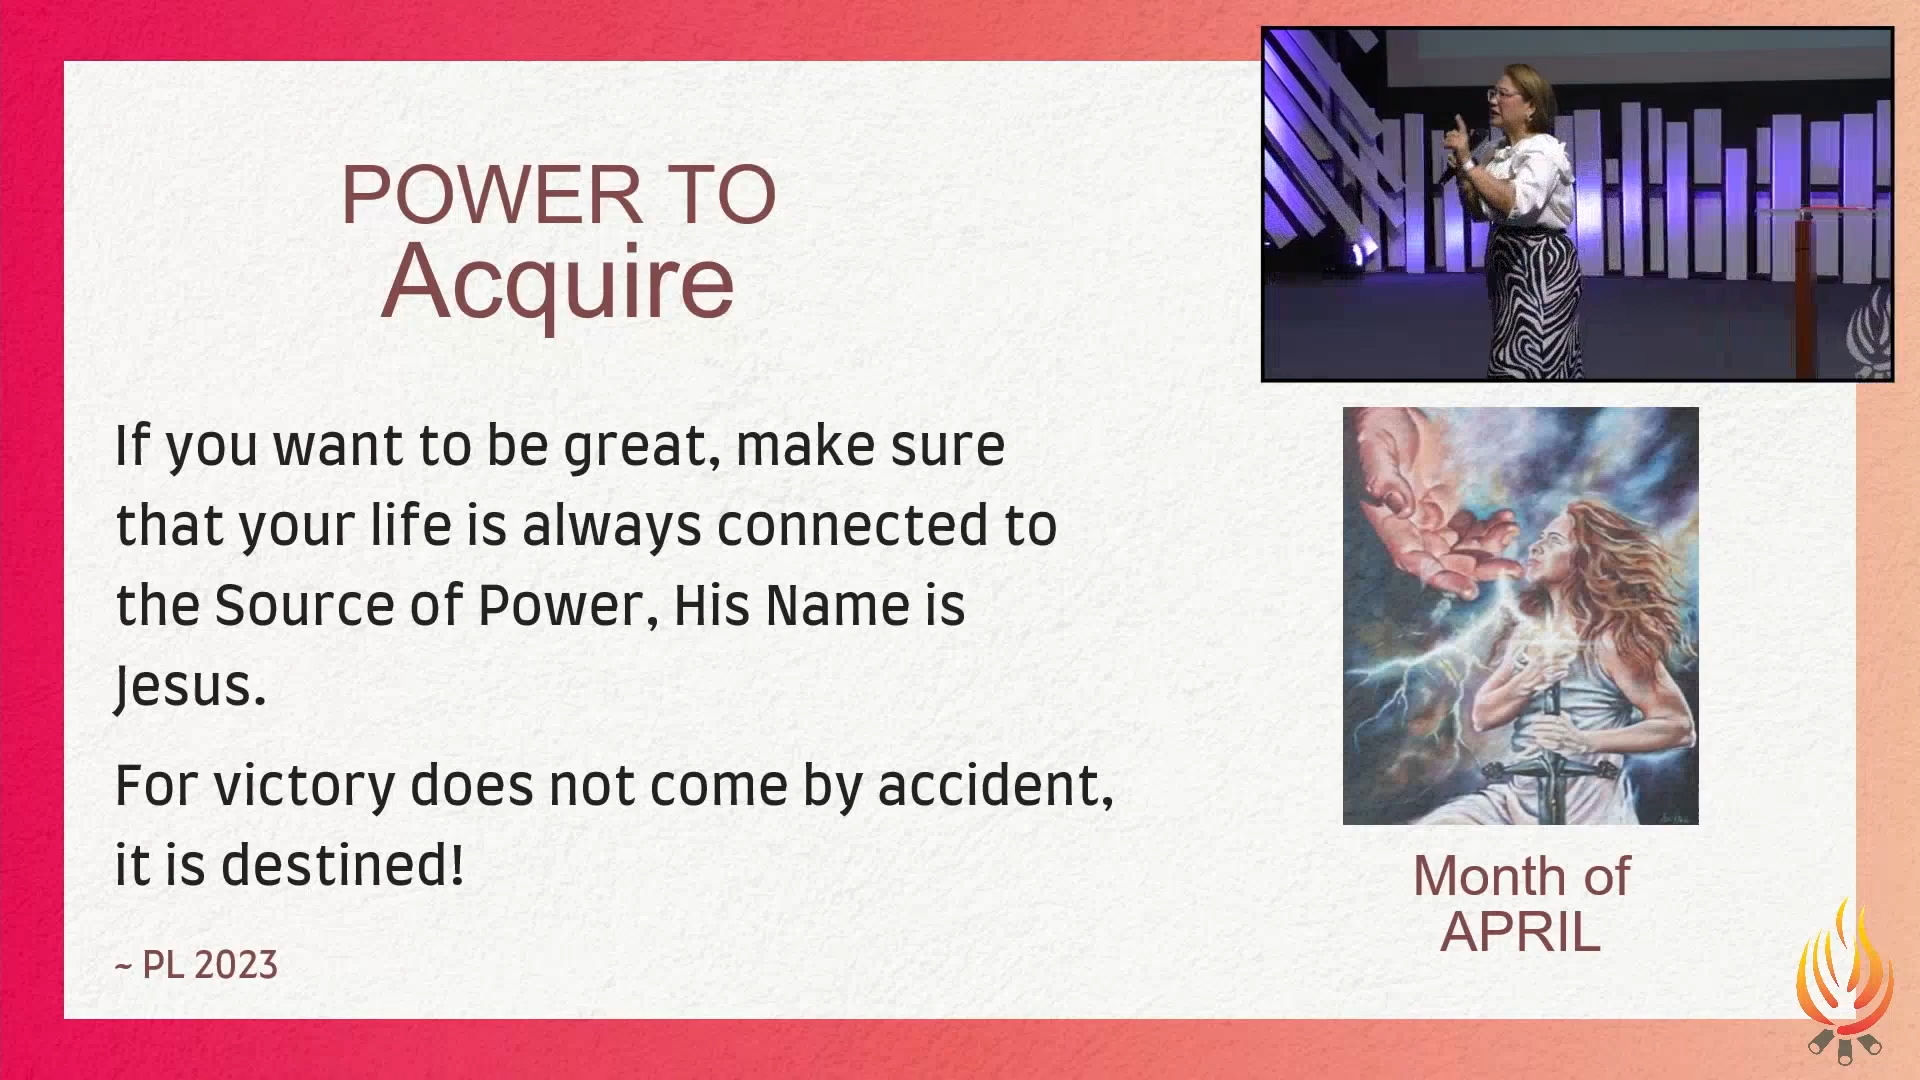 POWER TO
Acquire
If you want to be great, make sure
that your life is always connected to
the Source of Power, His Name is
Jesus.
For victory does not come by accident,
it is destined!
~ PL 2023
Month of
APRIL